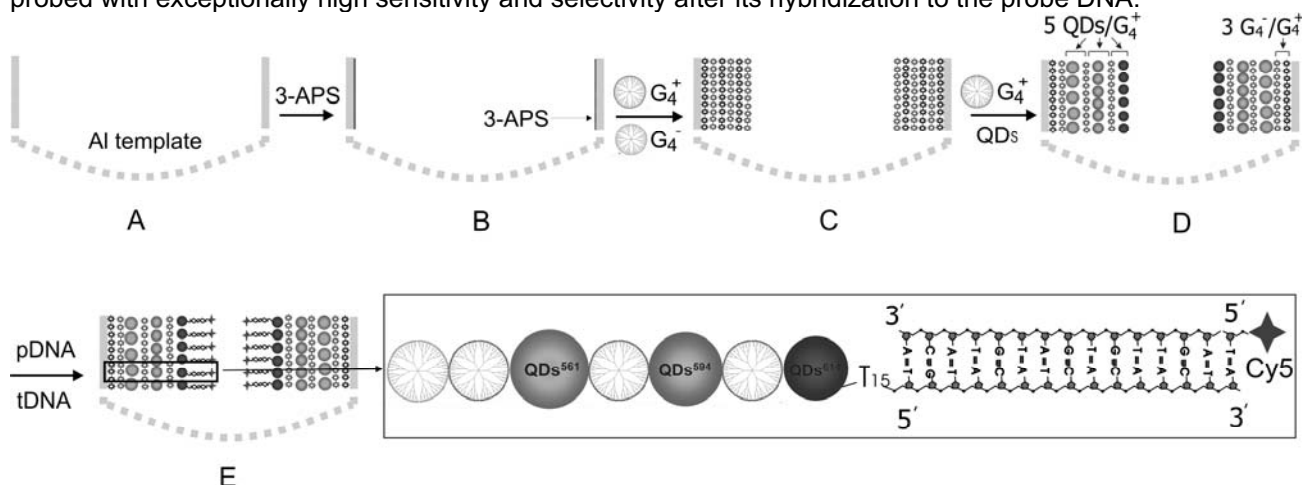 probed with exceptionally high sensitivity and selectivity after its hybridization to the probe DNA.
5 QDs/G₄⁺
3 G₄⁻/G₄⁺
3-APS
Al template
3-APS
G₄⁺
G₄⁻
G₄⁺
QDs
A
B
C
D
pDNA
tDNA
QDs⁵⁶¹
QDs⁵⁹⁴
T₁₅
3′
5′
5′
3′
Cy5
E